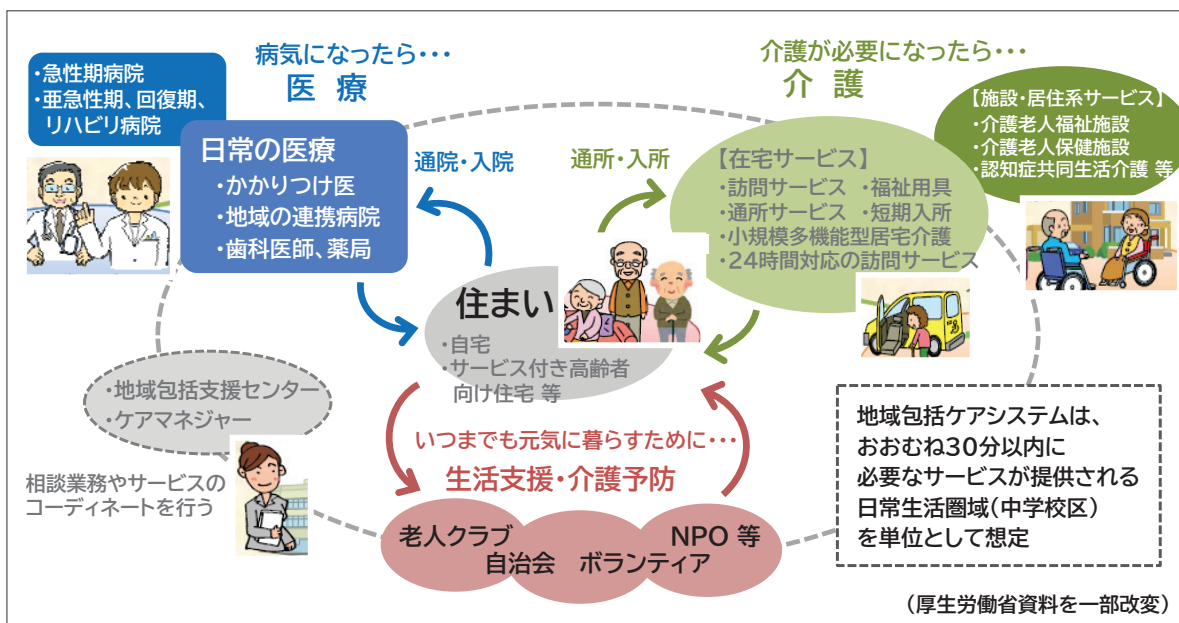 病気になったら・・・
医 療
・急性期病院
・亜急性期、回復期、
リハビリ病院
日常の医療
・かかりつけ医
・地域の連携病院
・歯科医師、薬局
通院・入院
介護が必要になったら・・・
介 護
通所・入所
【在宅サービス】
・訪問サービス ・福祉用具
・通所サービス ・短期入所
・小規模多機能型居宅介護
・24時間対応の訪問サービス
【施設・居住系サービス】
・介護老人福祉施設
・介護老人保健施設
・認知症共同生活介護 等
住まい
・自宅
・サービス付き高齢者
向け住宅 等
・地域包括支援センター
・ケアマネジャー
相談業務やサービスの
コーディネートを行う
いつまでも元気に暮らすために・・・
生活支援・介護予防
老人クラブ
自治会
ボランティア
NPO 等
地域包括ケアシステムは、
おおむね30分以内に
必要なサービスが提供される
日常生活圏域(中学校区)
を単位として想定
(厚生労働省資料を一部改変)